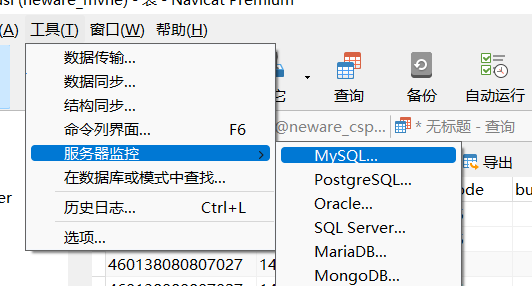 (neware_mvne) - 表 - Navicat Premium
(A) 工具(T) 窗口(W) 帮助(H)
数据传输...
数据同步...
结构同步...
命令列界面... F6
服务器监控
在数据库或模式中查找...
历史日志... Ctrl+L
选项...
MySQL...
PostgreSQL...
Oracle...
SQL Server...
MariaDB...
MongoDB...
它 查询 备份 自动运行
@neware_csp... * 无标题 - 查询
导出
ode bu
er
460138080807027 14